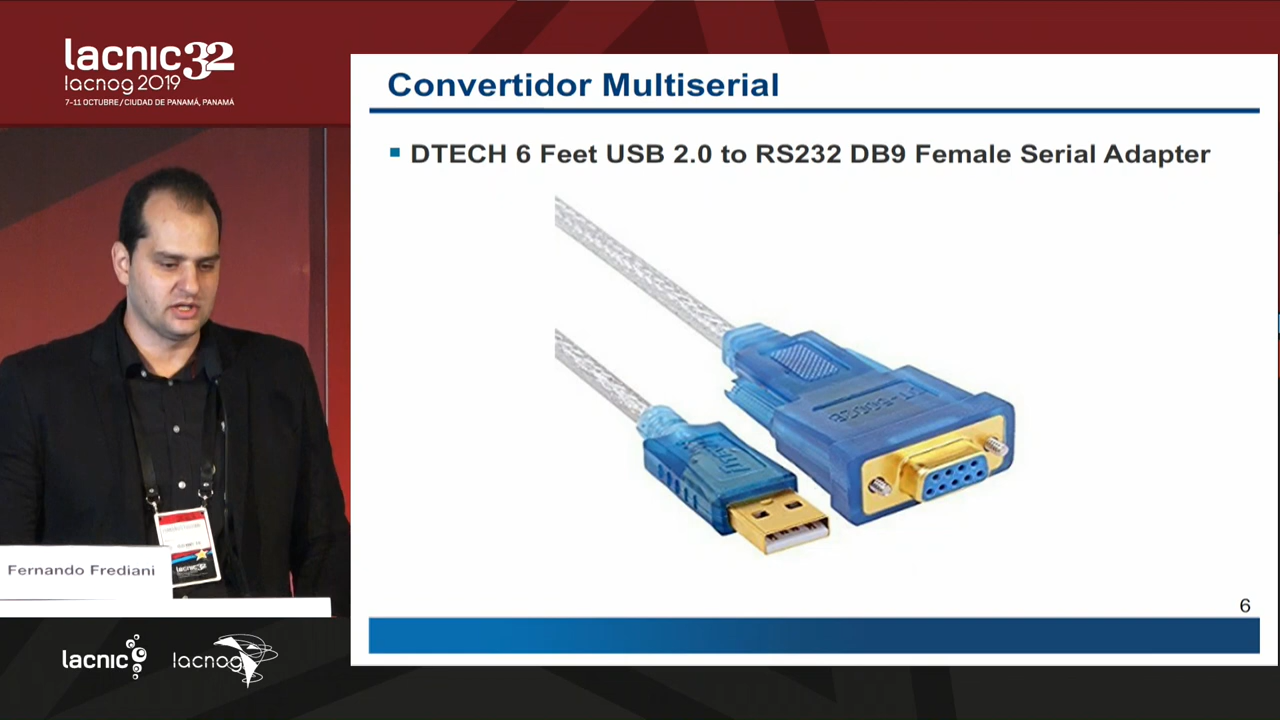 lacnic32
lacnog 2019
7-11 OCTUBRE / CIUDAD DE PANAMÁ, PANAMÁ
Convertidor Multiserial
DTECH 6 Feet USB 2.0 to RS232 DB9 Female Serial Adapter
lacnic32
Fernando Frediani
6
lacnic
lacnog